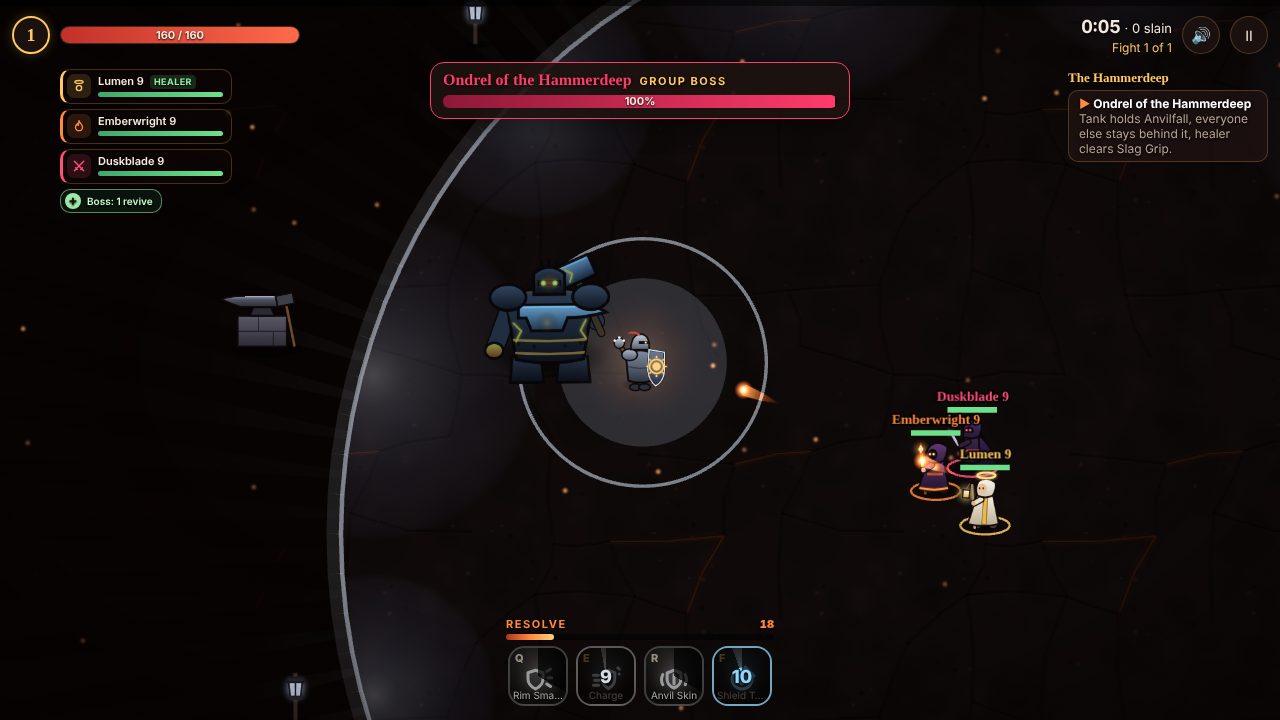 1
160 / 160
Lumen 9 HEALER
Emberwright 9
Duskblade 9
Boss: 1 revive
Ondrel of the Hammerdeep GROUP BOSS
100%
0:05 · 0 slain
Fight 1 of 1
The Hammerdeep
▶ Ondrel of the Hammerdeep
Tank holds Anvilfall, everyone
else stays behind it, healer
clears Slag Grip.
Duskblade 9
Emberwright 9
Lumen 9
RESOLVE 18
Q E R F
9 10
Rim Sma... Charge Anvil Skin Shield T...